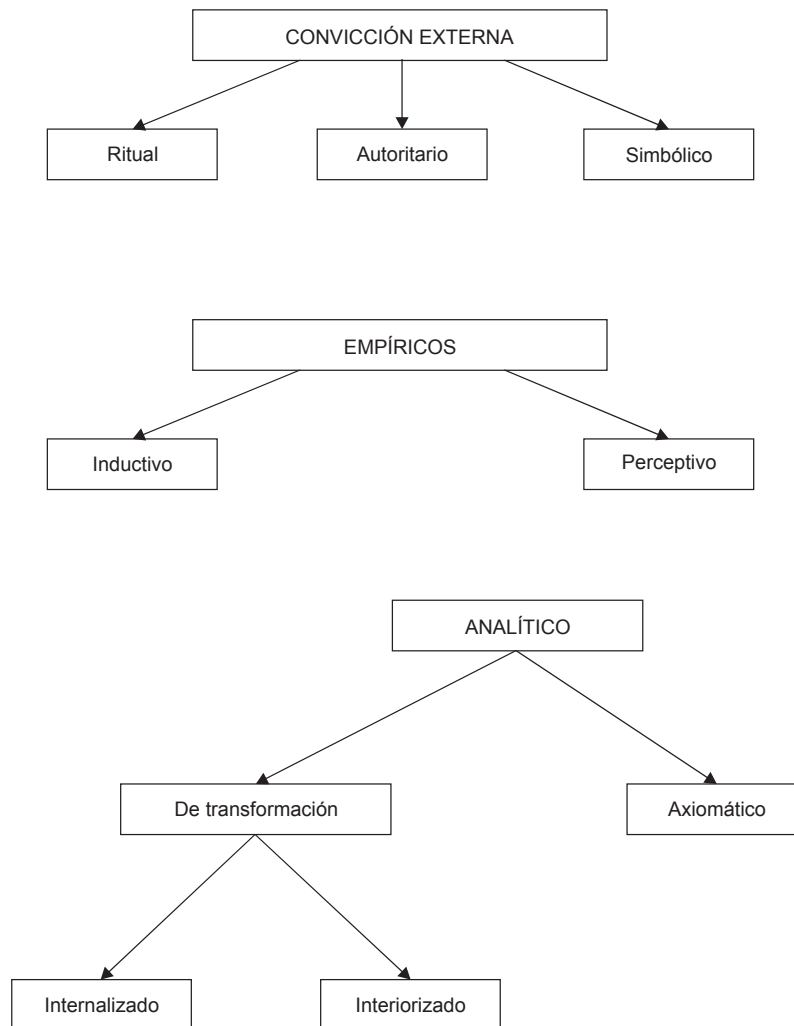 CONVICCIÓN EXTERNA
Ritual
Autoritario
Simbólico
EMPÍRICOS
Inductivo
Perceptivo
ANALÍTICO
De transformación
Axiomático
Internalizado
Interiorizado